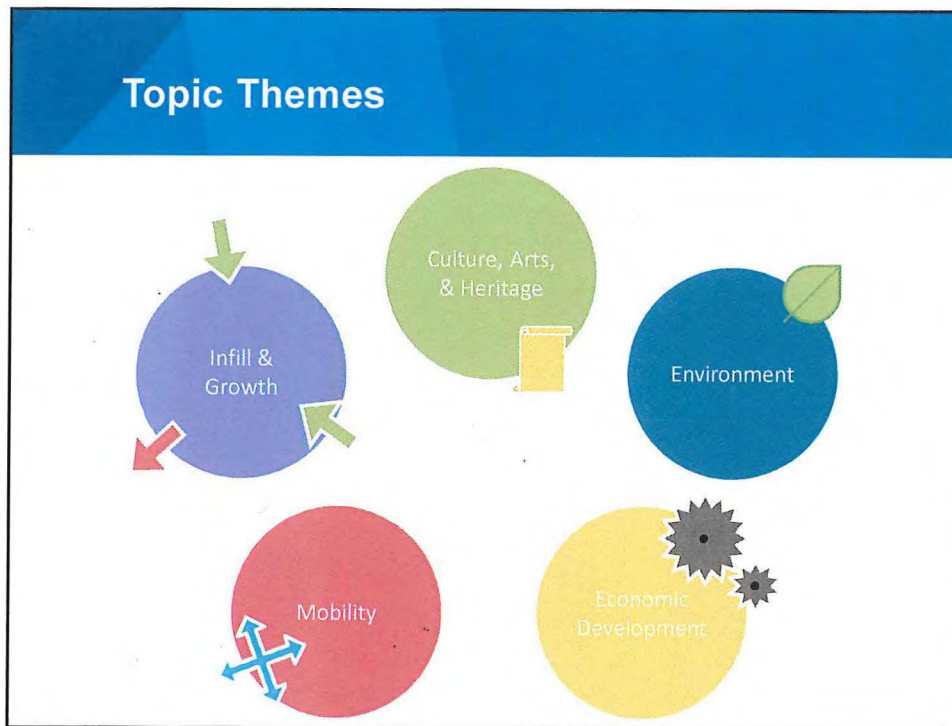 Topic Themes
Culture, Arts,
& Heritage
Infill &
Growth
Environment
Mobility
Economic
Development